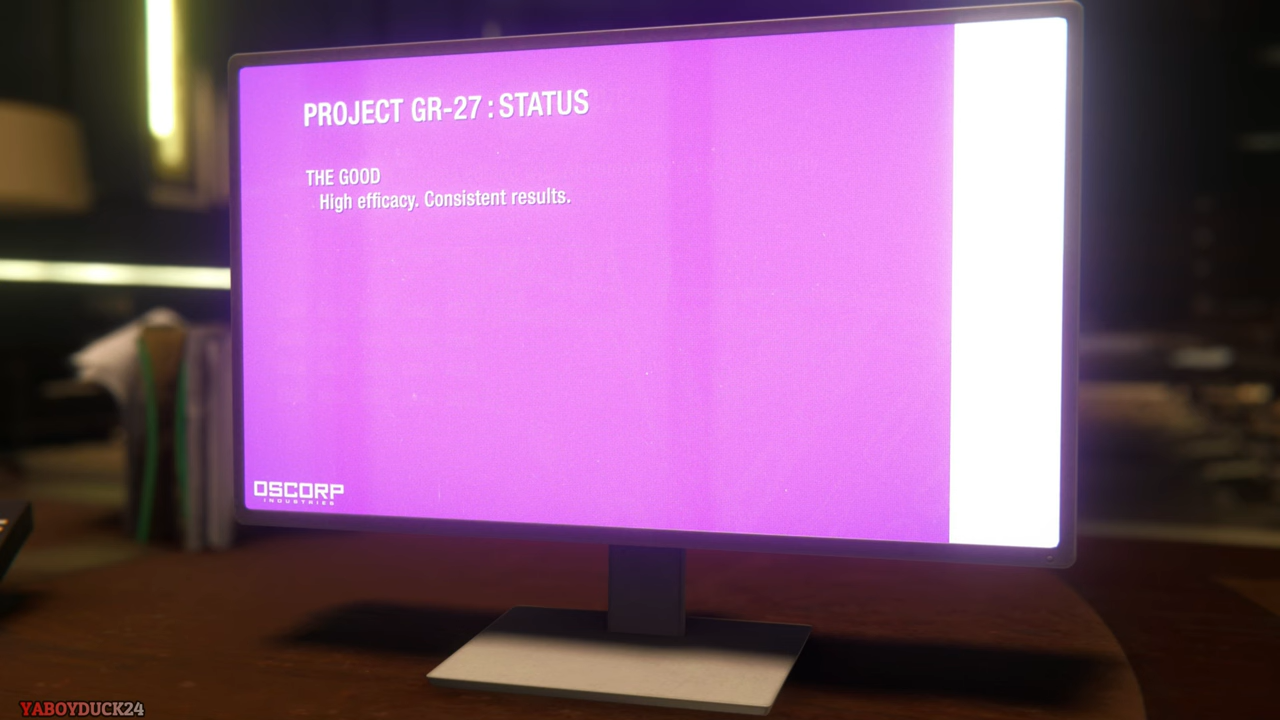 PROJECT GR-27 : STATUS
THE GOOD
High efficacy. Consistent results.
OSCORP
INDUSTRIES
YABOYDUCK24